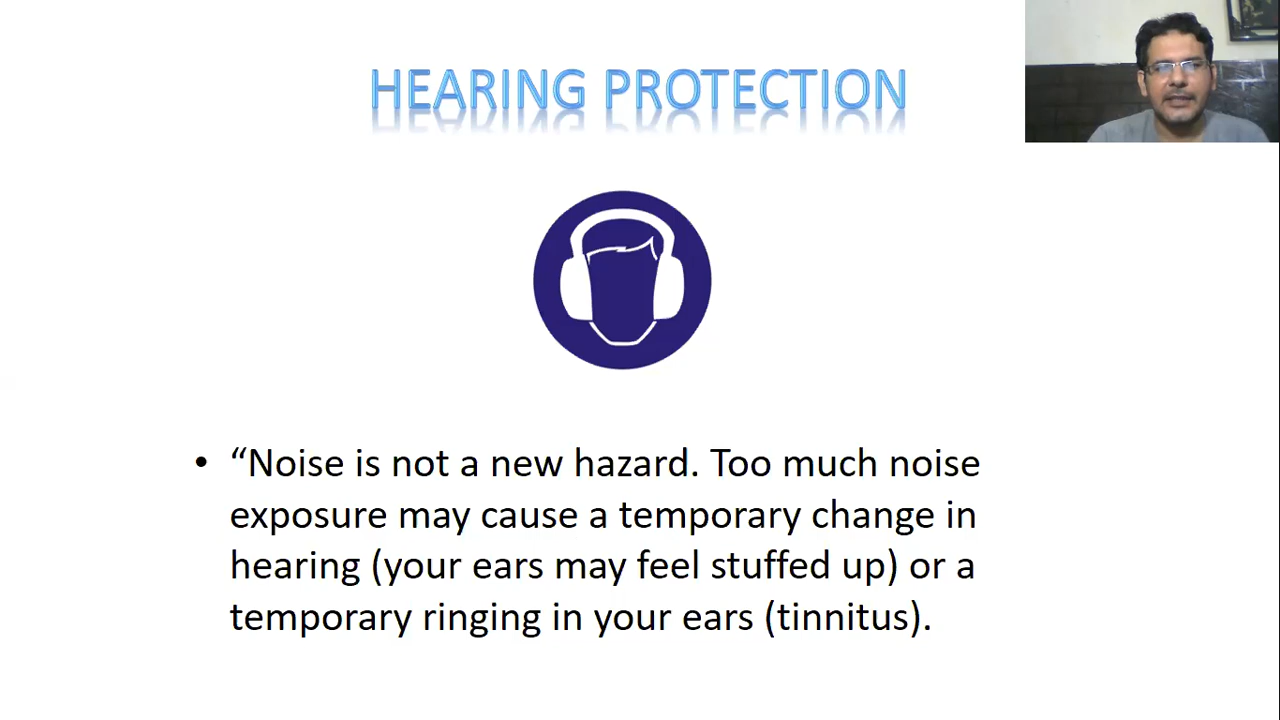 HEARING PROTECTION
• “Noise is not a new hazard. Too much noise
exposure may cause a temporary change in
hearing (your ears may feel stuffed up) or a
temporary ringing in your ears (tinnitus).